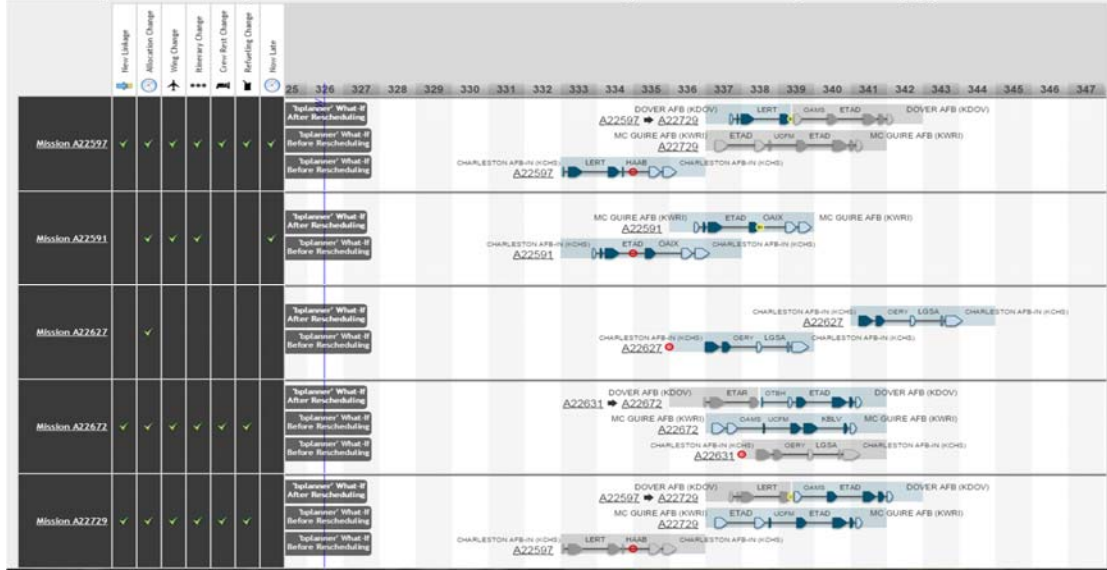 New Linkage
Allocation Change
Wing Change
Itinerary Change
Crew Rest Change
Refueling Change
Now Late
25 326 327 328 329 330 331 332 333 334 335 336 337 338 339 340 341 342 343 344 345 346 347
Mission A22597
'bplanner' What-If
After Rescheduling
DOVER AFB (KDOV) LERT OAMS ETAD DOVER AFB (KDOV)
A22597 ➡ A22729
'bplanner' What-If
Before Rescheduling
MC GUIRE AFB (KWRI) ETAD UCFM ETAD MC GUIRE AFB (KWRI)
A22729
'bplanner' What-If
Before Rescheduling
CHARLESTON AFB-IN (KCHS) LERT HAAB CHARLESTON AFB-IN (KCHS)
A22597
Mission A22591
'bplanner' What-If
After Rescheduling
MC GUIRE AFB (KWRI) ETAD OAIX MC GUIRE AFB (KWRI)
A22591
'bplanner' What-If
Before Rescheduling
CHARLESTON AFB-IN (KCHS) ETAD OAIX CHARLESTON AFB-IN (KCHS)
A22591
Mission A22627
'bplanner' What-If
After Rescheduling
CHARLESTON AFB-IN (KCHS) OERY LGSA CHARLESTON AFB-IN (KCHS)
A22627
'bplanner' What-If
Before Rescheduling
CHARLESTON AFB-IN (KCHS) OERY LGSA CHARLESTON AFB-IN (KCHS)
A22627
Mission A22672
'bplanner' What-If
After Rescheduling
DOVER AFB (KDOV) ETAR OTBH ETAD DOVER AFB (KDOV)
A22631 ➡ A22672
'bplanner' What-If
Before Rescheduling
MC GUIRE AFB (KWRI) OAMS UCFM KBLV MC GUIRE AFB (KWRI)
A22672
'bplanner' What-If
Before Rescheduling
CHARLESTON AFB-IN (KCHS) OERY LGSA CHARLESTON AFB-IN (KCHS)
A22631
Mission A22729
'bplanner' What-If
After Rescheduling
DOVER AFB (KDOV) LERT OAMS ETAD DOVER AFB (KDOV)
A22597 ➡ A22729
'bplanner' What-If
Before Rescheduling
MC GUIRE AFB (KWRI) ETAD UCFM ETAD MC GUIRE AFB (KWRI)
A22729
'bplanner' What-If
Before Rescheduling
CHARLESTON AFB-IN (KCHS) LERT HAAB CHARLESTON AFB-IN (KCHS)
A22597